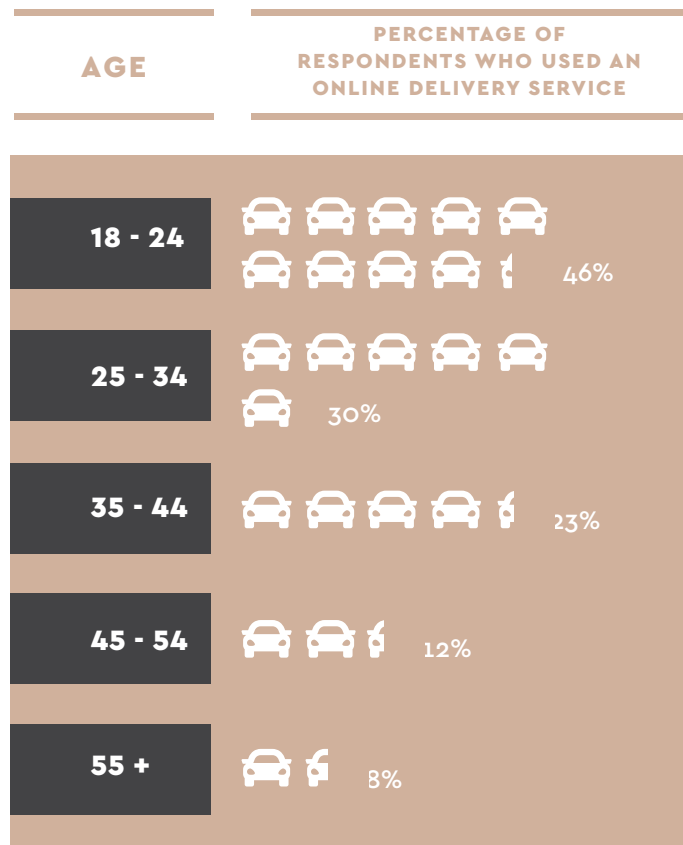 AGE
PERCENTAGE OF
RESPONDENTS WHO USED AN
ONLINE DELIVERY SERVICE
18 - 24
46%
25 - 34
30%
35 - 44
23%
45 - 54
12%
55 +
8%